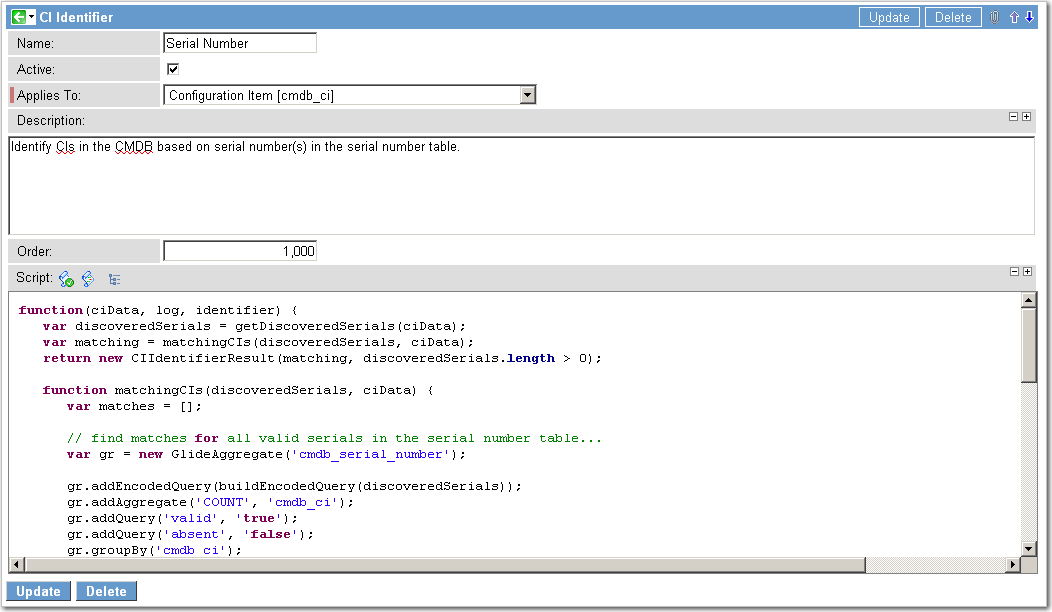 CI Identifier Update Delete
Name: Serial Number
Active:
Applies To: Configuration Item [cmdb_ci]
Description:
Identify CIs in the CMDB based on serial number(s) in the serial number table.
Order: 1,000
Script:
function(ciData, log, identifier) {
   var discoveredSerials = getDiscoveredSerials(ciData);
   var matching = matchingCIs(discoveredSerials, ciData);
   return new CIIdentifierResult(matching, discoveredSerials.length > 0);

   function matchingCIs(discoveredSerials, ciData) {
      var matches = [];

      // find matches for all valid serials in the serial number table...
      var gr = new GlideAggregate('cmdb_serial_number');

      gr.addEncodedQuery(buildEncodedQuery(discoveredSerials));
      gr.addAggregate('COUNT', 'cmdb_ci');
      gr.addQuery('valid', 'true');
      gr.addQuery('absent', 'false');
      gr.groupBy('cmdb_ci');
Update Delete